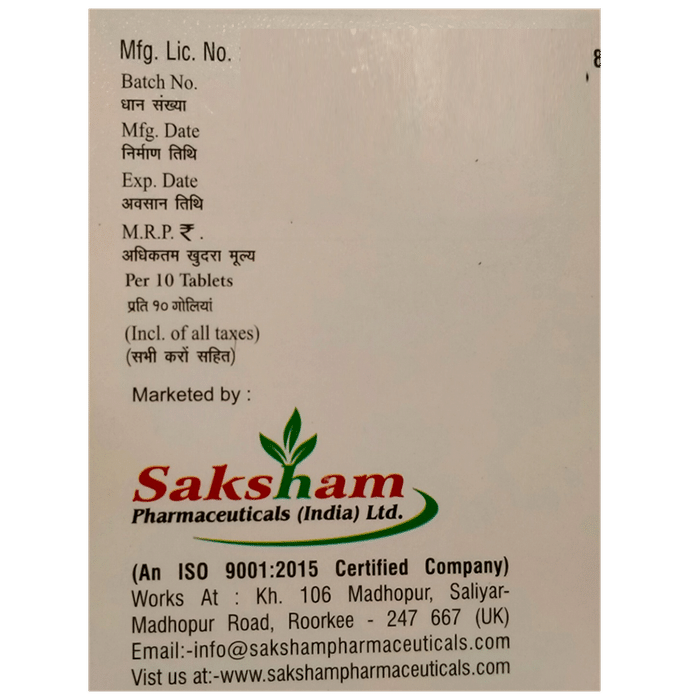 Mfg. Lic. No. :
Batch No.
धान संख्या
Mfg. Date
निर्माण तिथि
Exp. Date
अवसान तिथि
M.R.P. ₹ .
अधिकतम खुदरा मूल्य
Per 10 Tablets
प्रति १० गोलियां
(Incl. of all taxes)
(सभी करों सहित)
Marketed by :
Saksham
Pharmaceuticals (India) Ltd.
(An ISO 9001:2015 Certified Company)
Works At : Kh. 106 Madhopur, Saliyar-
Madhopur Road, Roorkee - 247 667 (UK)
Email:-info@sakshampharmaceuticals.com
Vist us at:-www.sakshampharmaceuticals.com